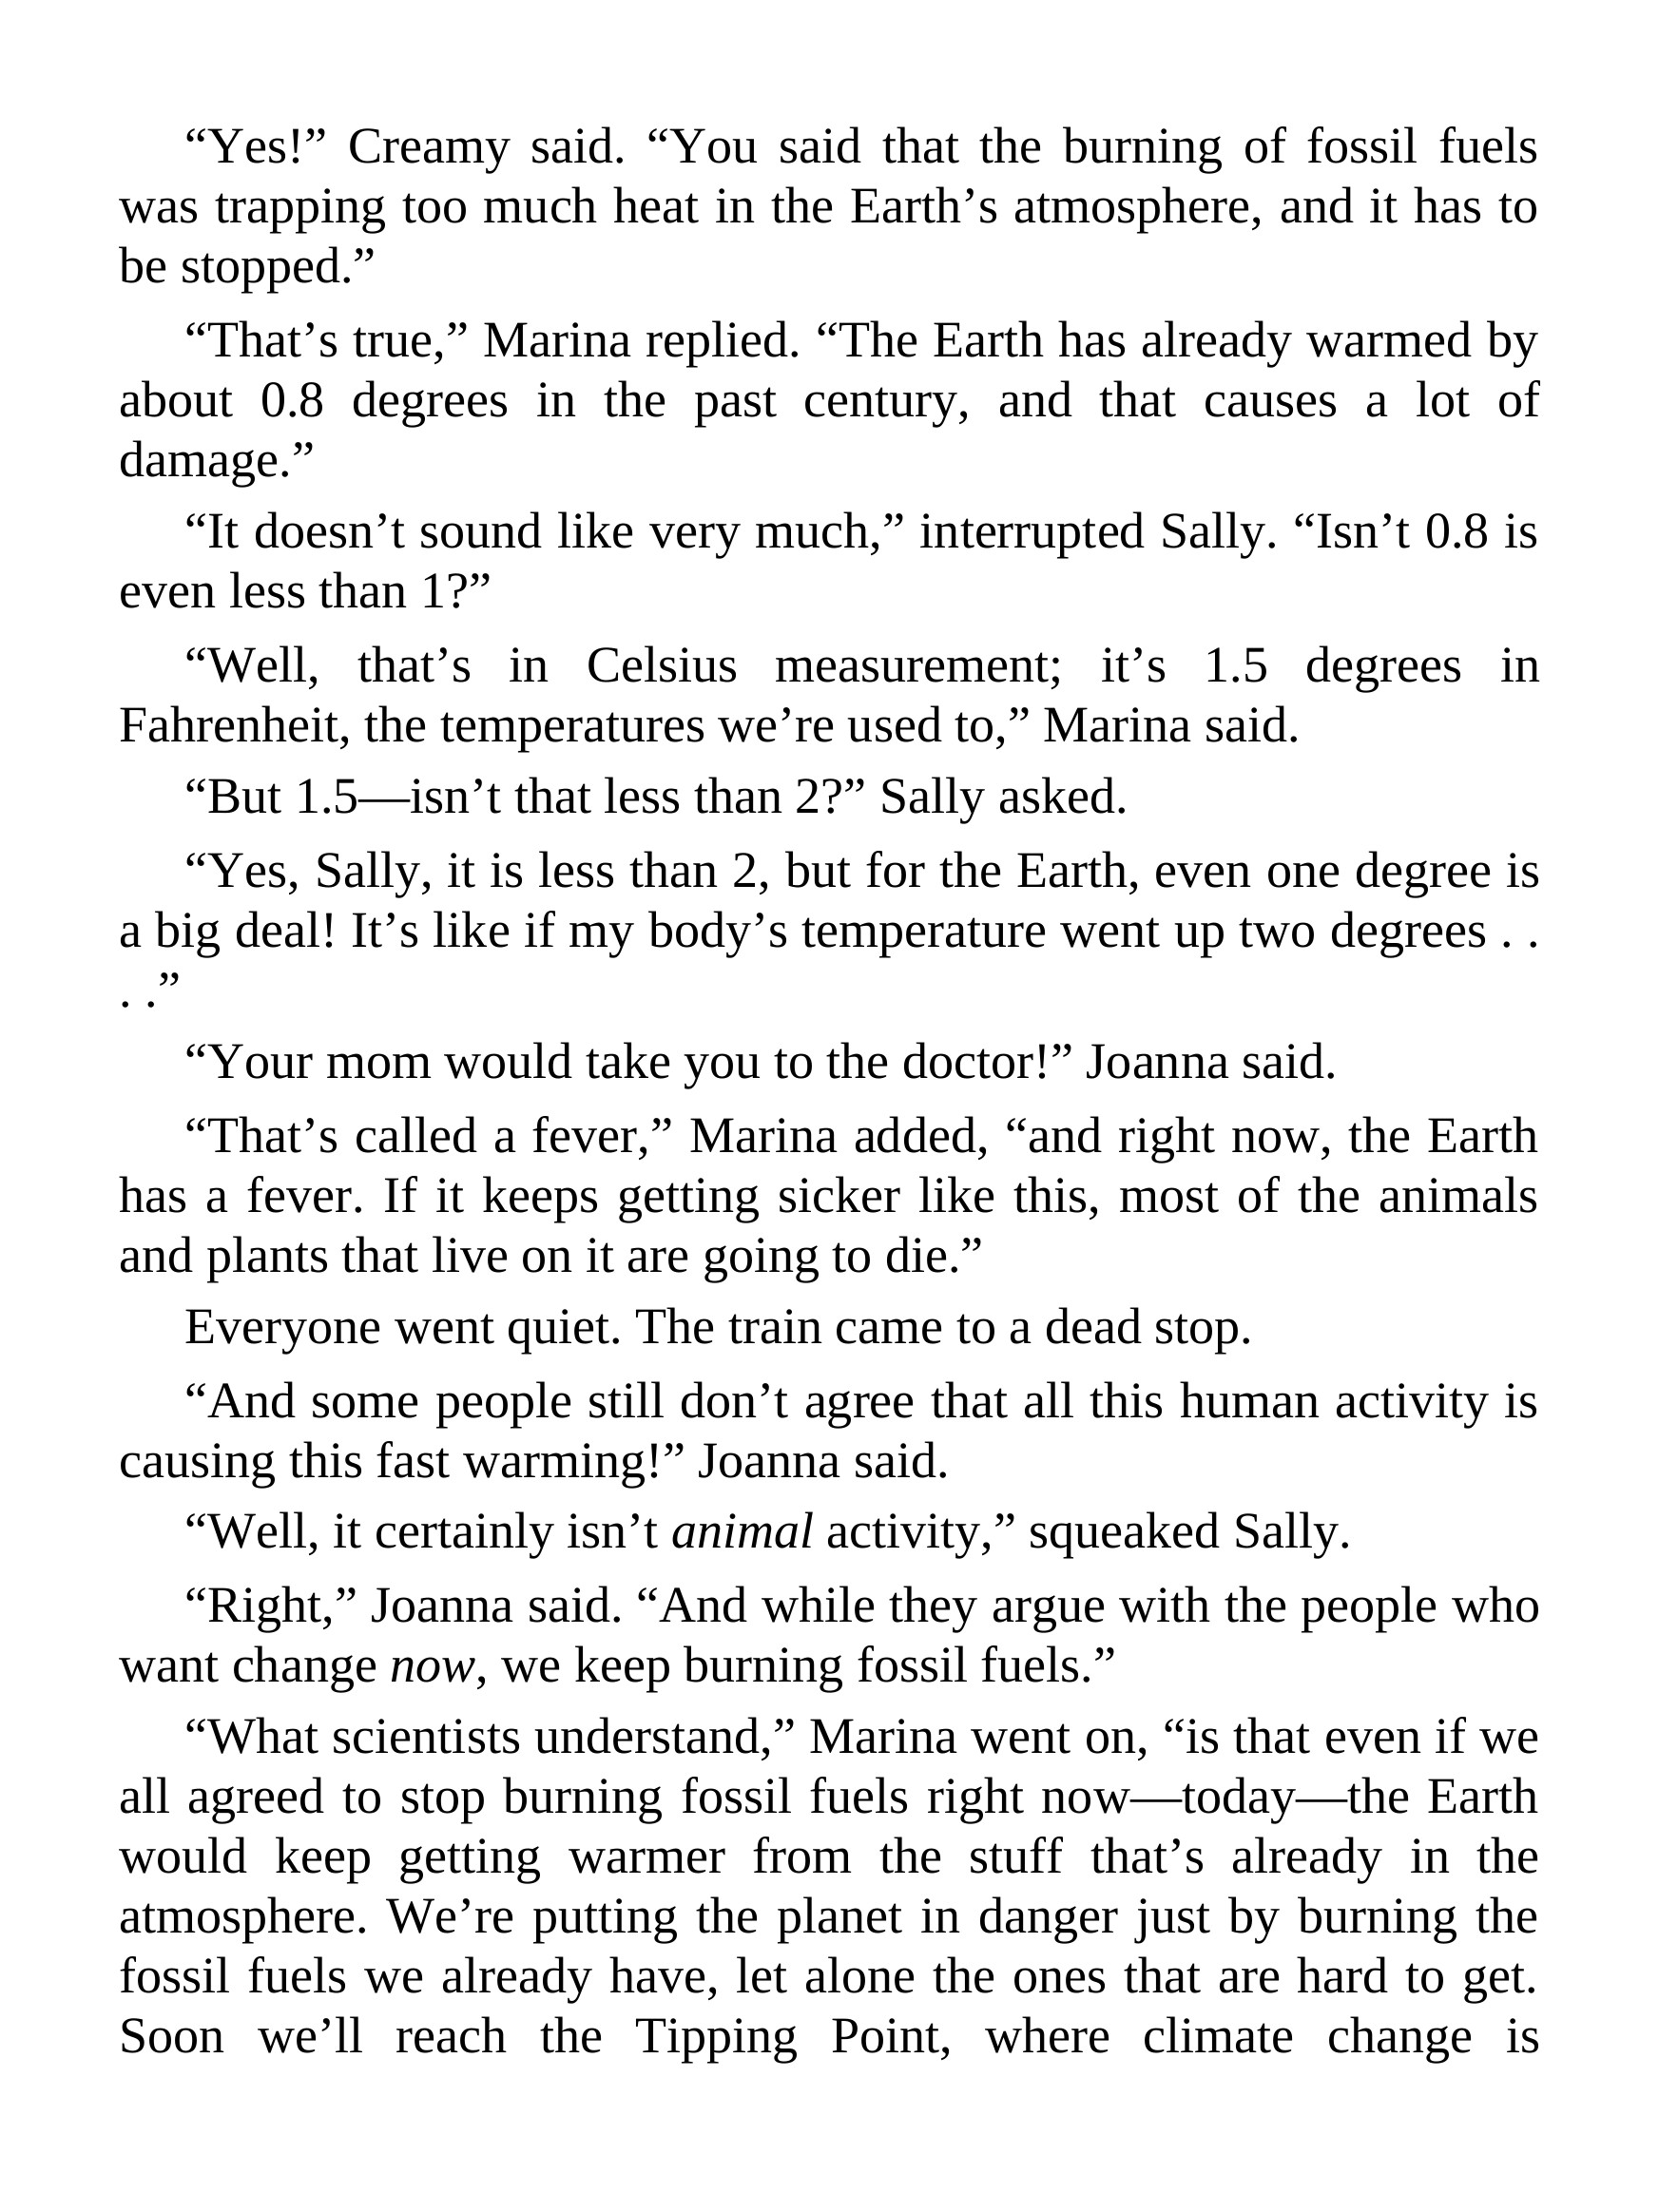 “Yes!” Creamy said. “You said that the burning of fossil fuels
was trapping too much heat in the Earth’s atmosphere, and it has to
be stopped.”
“That’s true,” Marina replied. “The Earth has already warmed by
about 0.8 degrees in the past century, and that causes a lot of
damage.”
“It doesn’t sound like very much,” interrupted Sally. “Isn’t 0.8 is
even less than 1?”
“Well, that’s in Celsius measurement; it’s 1.5 degrees in
Fahrenheit, the temperatures we’re used to,” Marina said.
“But 1.5—isn’t that less than 2?” Sally asked.
“Yes, Sally, it is less than 2, but for the Earth, even one degree is
a big deal! It’s like if my body’s temperature went up two degrees . .
. .”
“Your mom would take you to the doctor!” Joanna said.
“That’s called a fever,” Marina added, “and right now, the Earth
has a fever. If it keeps getting sicker like this, most of the animals
and plants that live on it are going to die.”
Everyone went quiet. The train came to a dead stop.
“And some people still don’t agree that all this human activity is
causing this fast warming!” Joanna said.
“Well, it certainly isn’t animal activity,” squeaked Sally.
“Right,” Joanna said. “And while they argue with the people who
want change now, we keep burning fossil fuels.”
“What scientists understand,” Marina went on, “is that even if we
all agreed to stop burning fossil fuels right now—today—the Earth
would keep getting warmer from the stuff that’s already in the
atmosphere. We’re putting the planet in danger just by burning the
fossil fuels we already have, let alone the ones that are hard to get.
Soon we’ll reach the Tipping Point, where climate change is